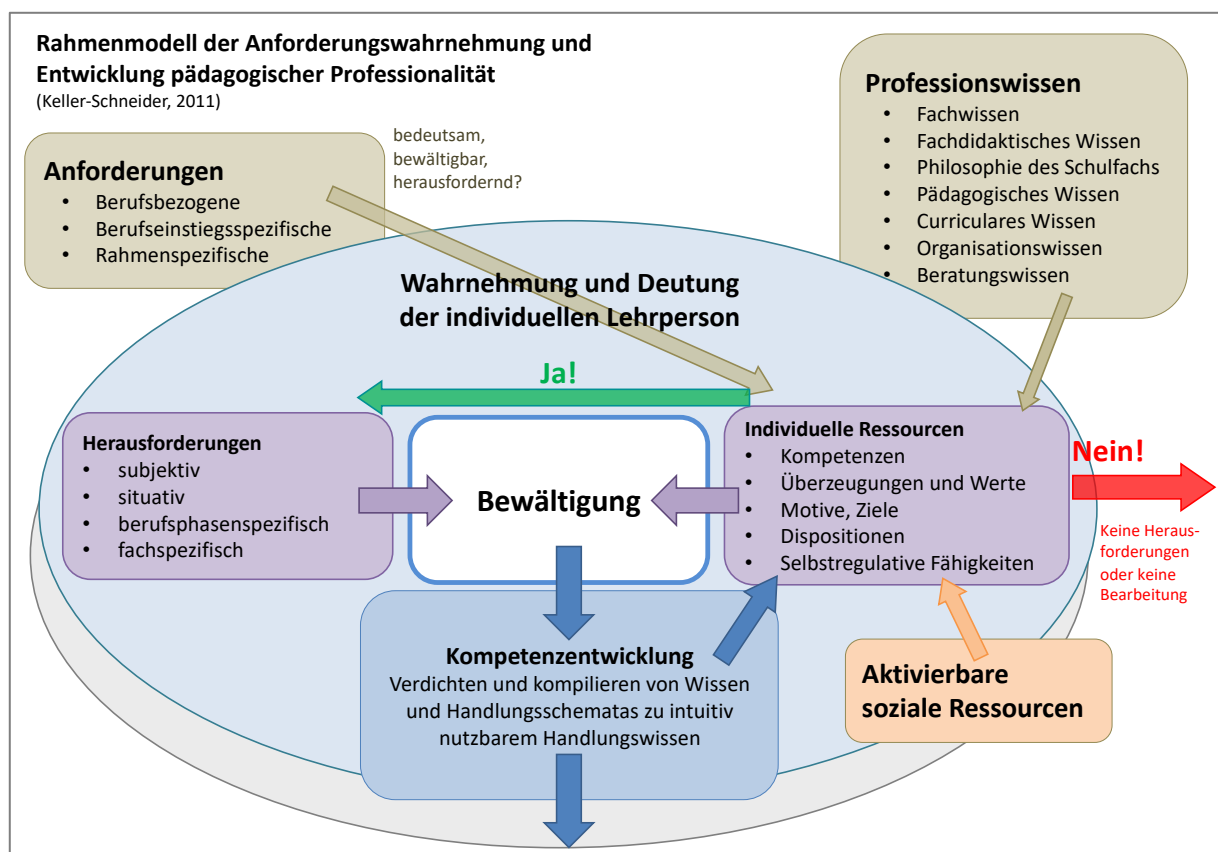 Rahmenmodell der Anforderungswahrnehmung und
Entwicklung pädagogischer Professionalität
(Keller-Schneider, 2011)
Anforderungen
• Berufsbezogene
• Berufseinstiegsspezifische
• Rahmenspezifische
bedeutsam,
bewältigbar,
herausfordernd?
Professionswissen
• Fachwissen
• Fachdidaktisches Wissen
• Philosophie des Schulfachs
• Pädagogisches Wissen
• Curriculares Wissen
• Organisationswissen
• Beratungswissen
Wahrnehmung und Deutung
der individuellen Lehrperson
Ja!
Herausforderungen
• subjektiv
• situativ
• berufsphasenspezifisch
• fachspezifisch
Bewältigung
Individuelle Ressourcen
• Kompetenzen
• Überzeugungen und Werte
• Motive, Ziele
• Dispositionen
• Selbstregulative Fähigkeiten
Nein!
Keine Heraus-
forderungen
oder keine
Bearbeitung
Kompetenzentwicklung
Verdichten und kompilieren von Wissen
und Handlungsschematas zu intuitiv
nutzbarem Handlungswissen
Aktivierbare
soziale Ressourcen